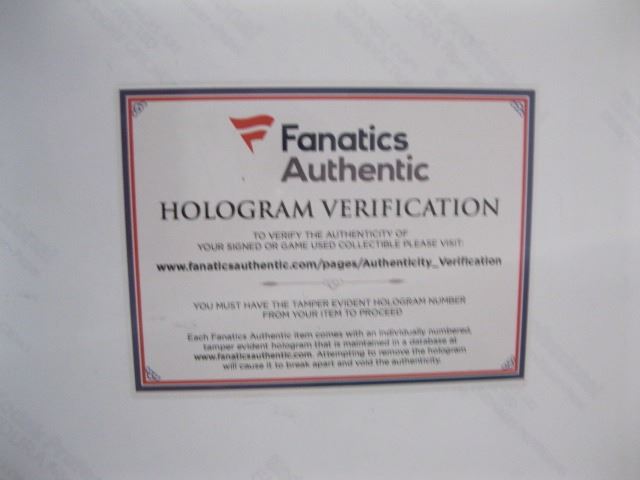 Fanatics
Authentic
HOLOGRAM VERIFICATION
TO VERIFY THE AUTHENTICITY OF
YOUR SIGNED OR GAME USED COLLECTIBLE PLEASE VISIT:
www.fanaticsauthentic.com/pages/Authenticity_Verification
YOU MUST HAVE THE TAMPER EVIDENT HOLOGRAM NUMBER
FROM YOUR ITEM TO PROCEED
Each Fanatics Authentic item comes with an individually numbered,
tamper evident hologram that is maintained in a database at
www.fanaticsauthentic.com. Attempting to remove the hologram
will cause it to break apart and void the authenticity.